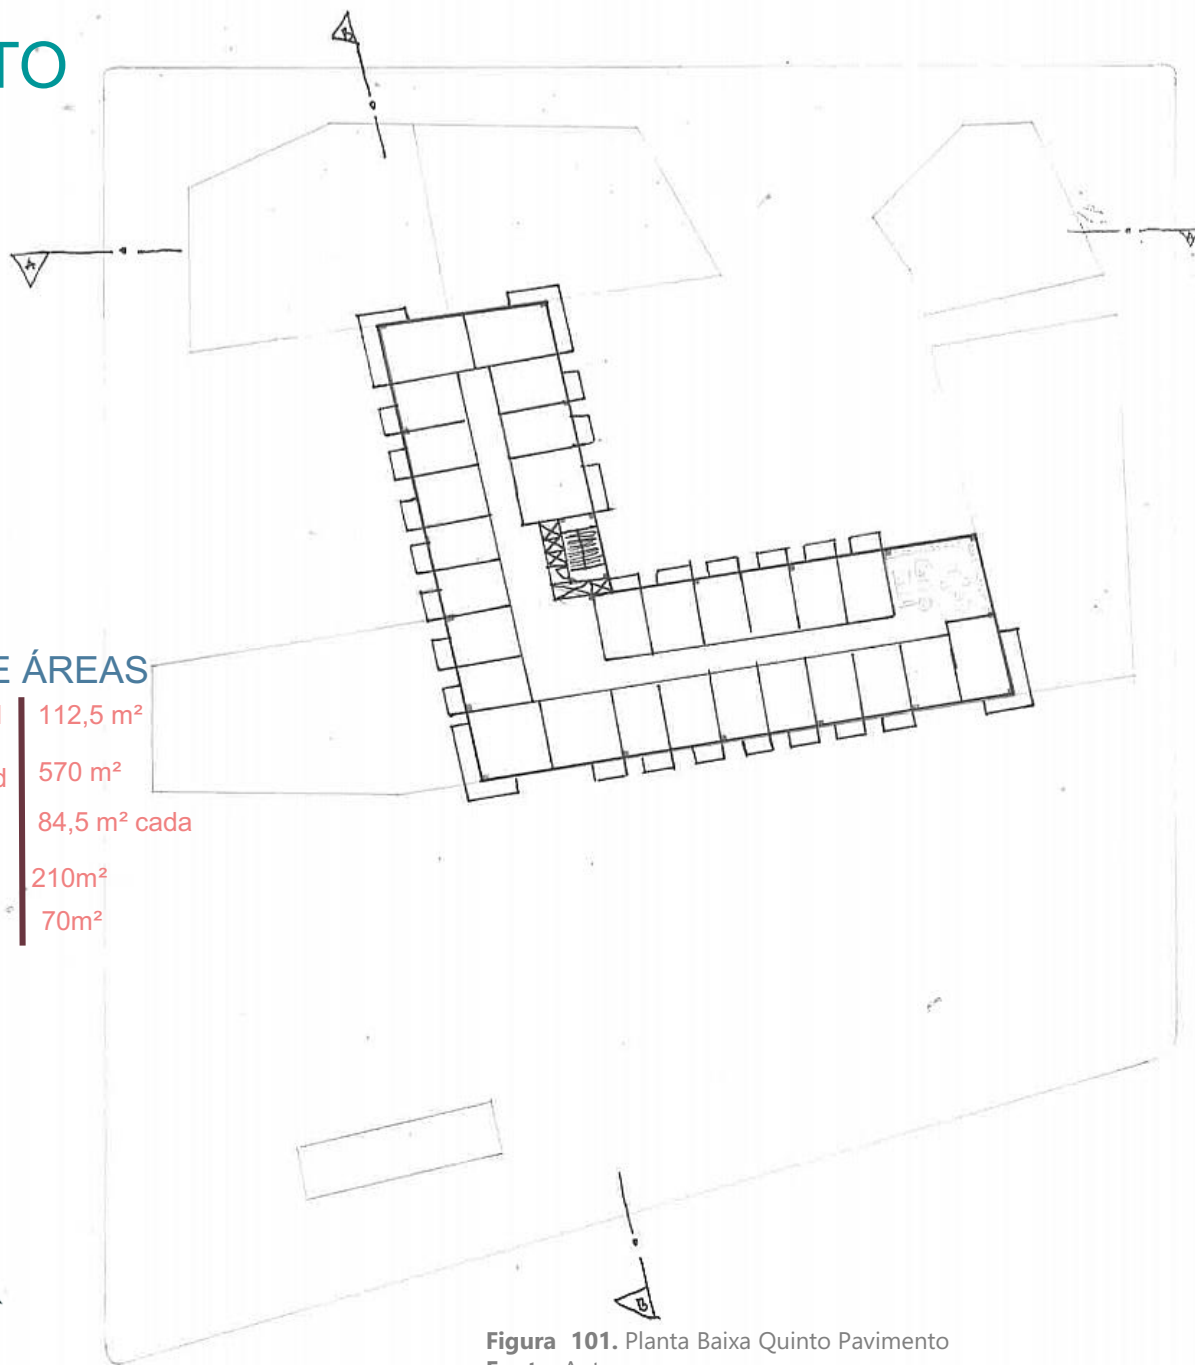 TO
B
A
A
E ÁREAS
112,5 m²
d 570 m²
84,5 m² cada
210m²
70m²
B
Figura 101. Planta Baixa Quinto Pavimento